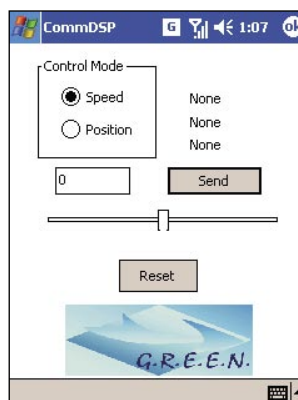 CommDSP G 1:07 ok
Control Mode
Speed
Position
None
None
None
0
Send
Reset
G.R.E.E.N.